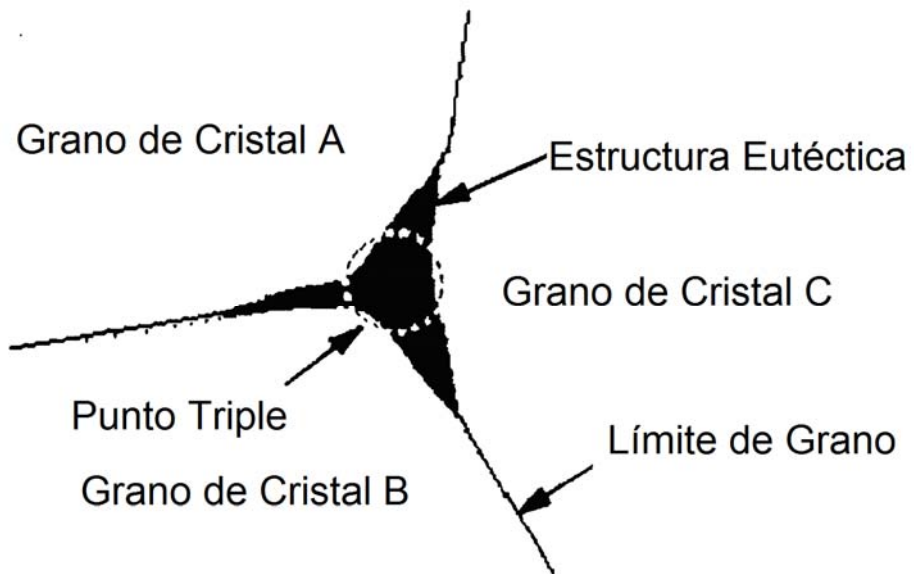 Grano de Cristal A
Estructura Eutéctica
Grano de Cristal C
Punto Triple
Límite de Grano
Grano de Cristal B